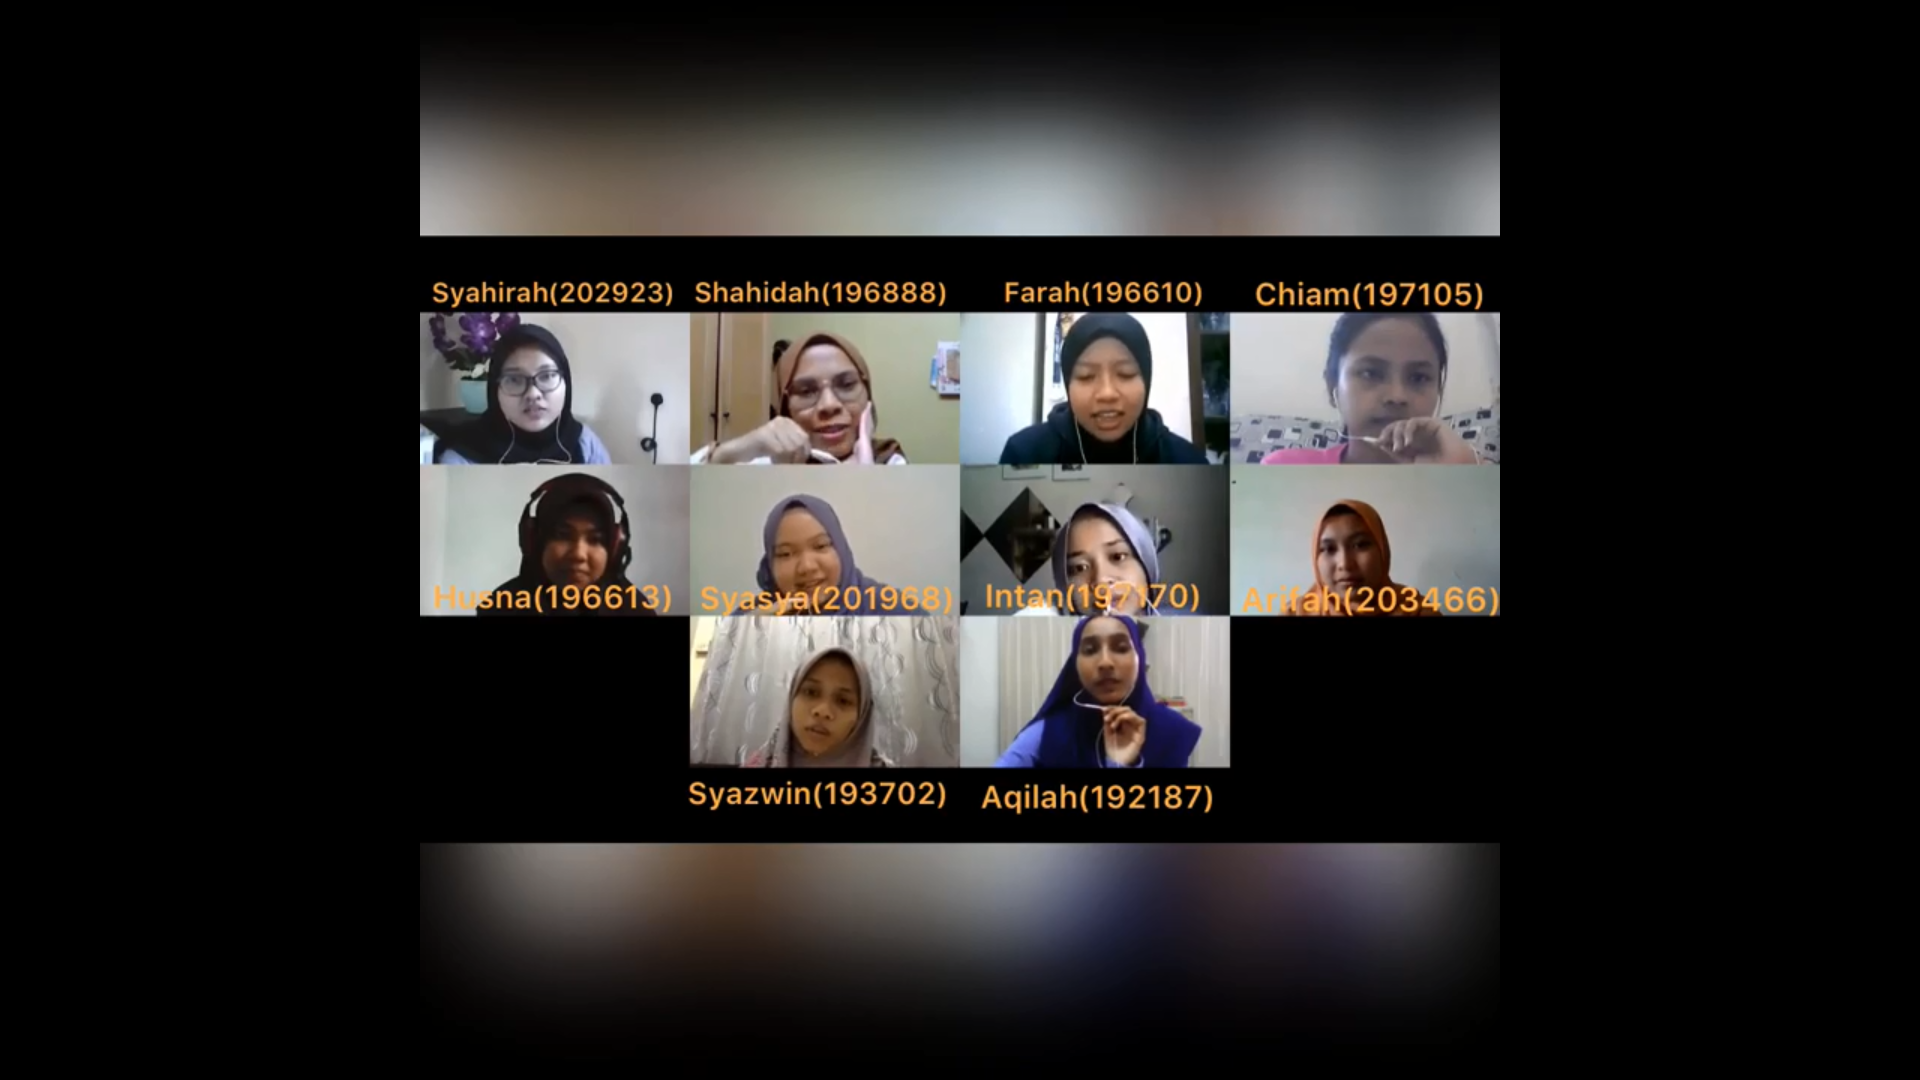 Syahirah(202923) Shahidah(196888) Farah(196610) Chiam(197105)
Husna(196613) Syasya(201968) Intan(197170) Arifah(203466)
Syazwin(193702) Aqilah(192187)